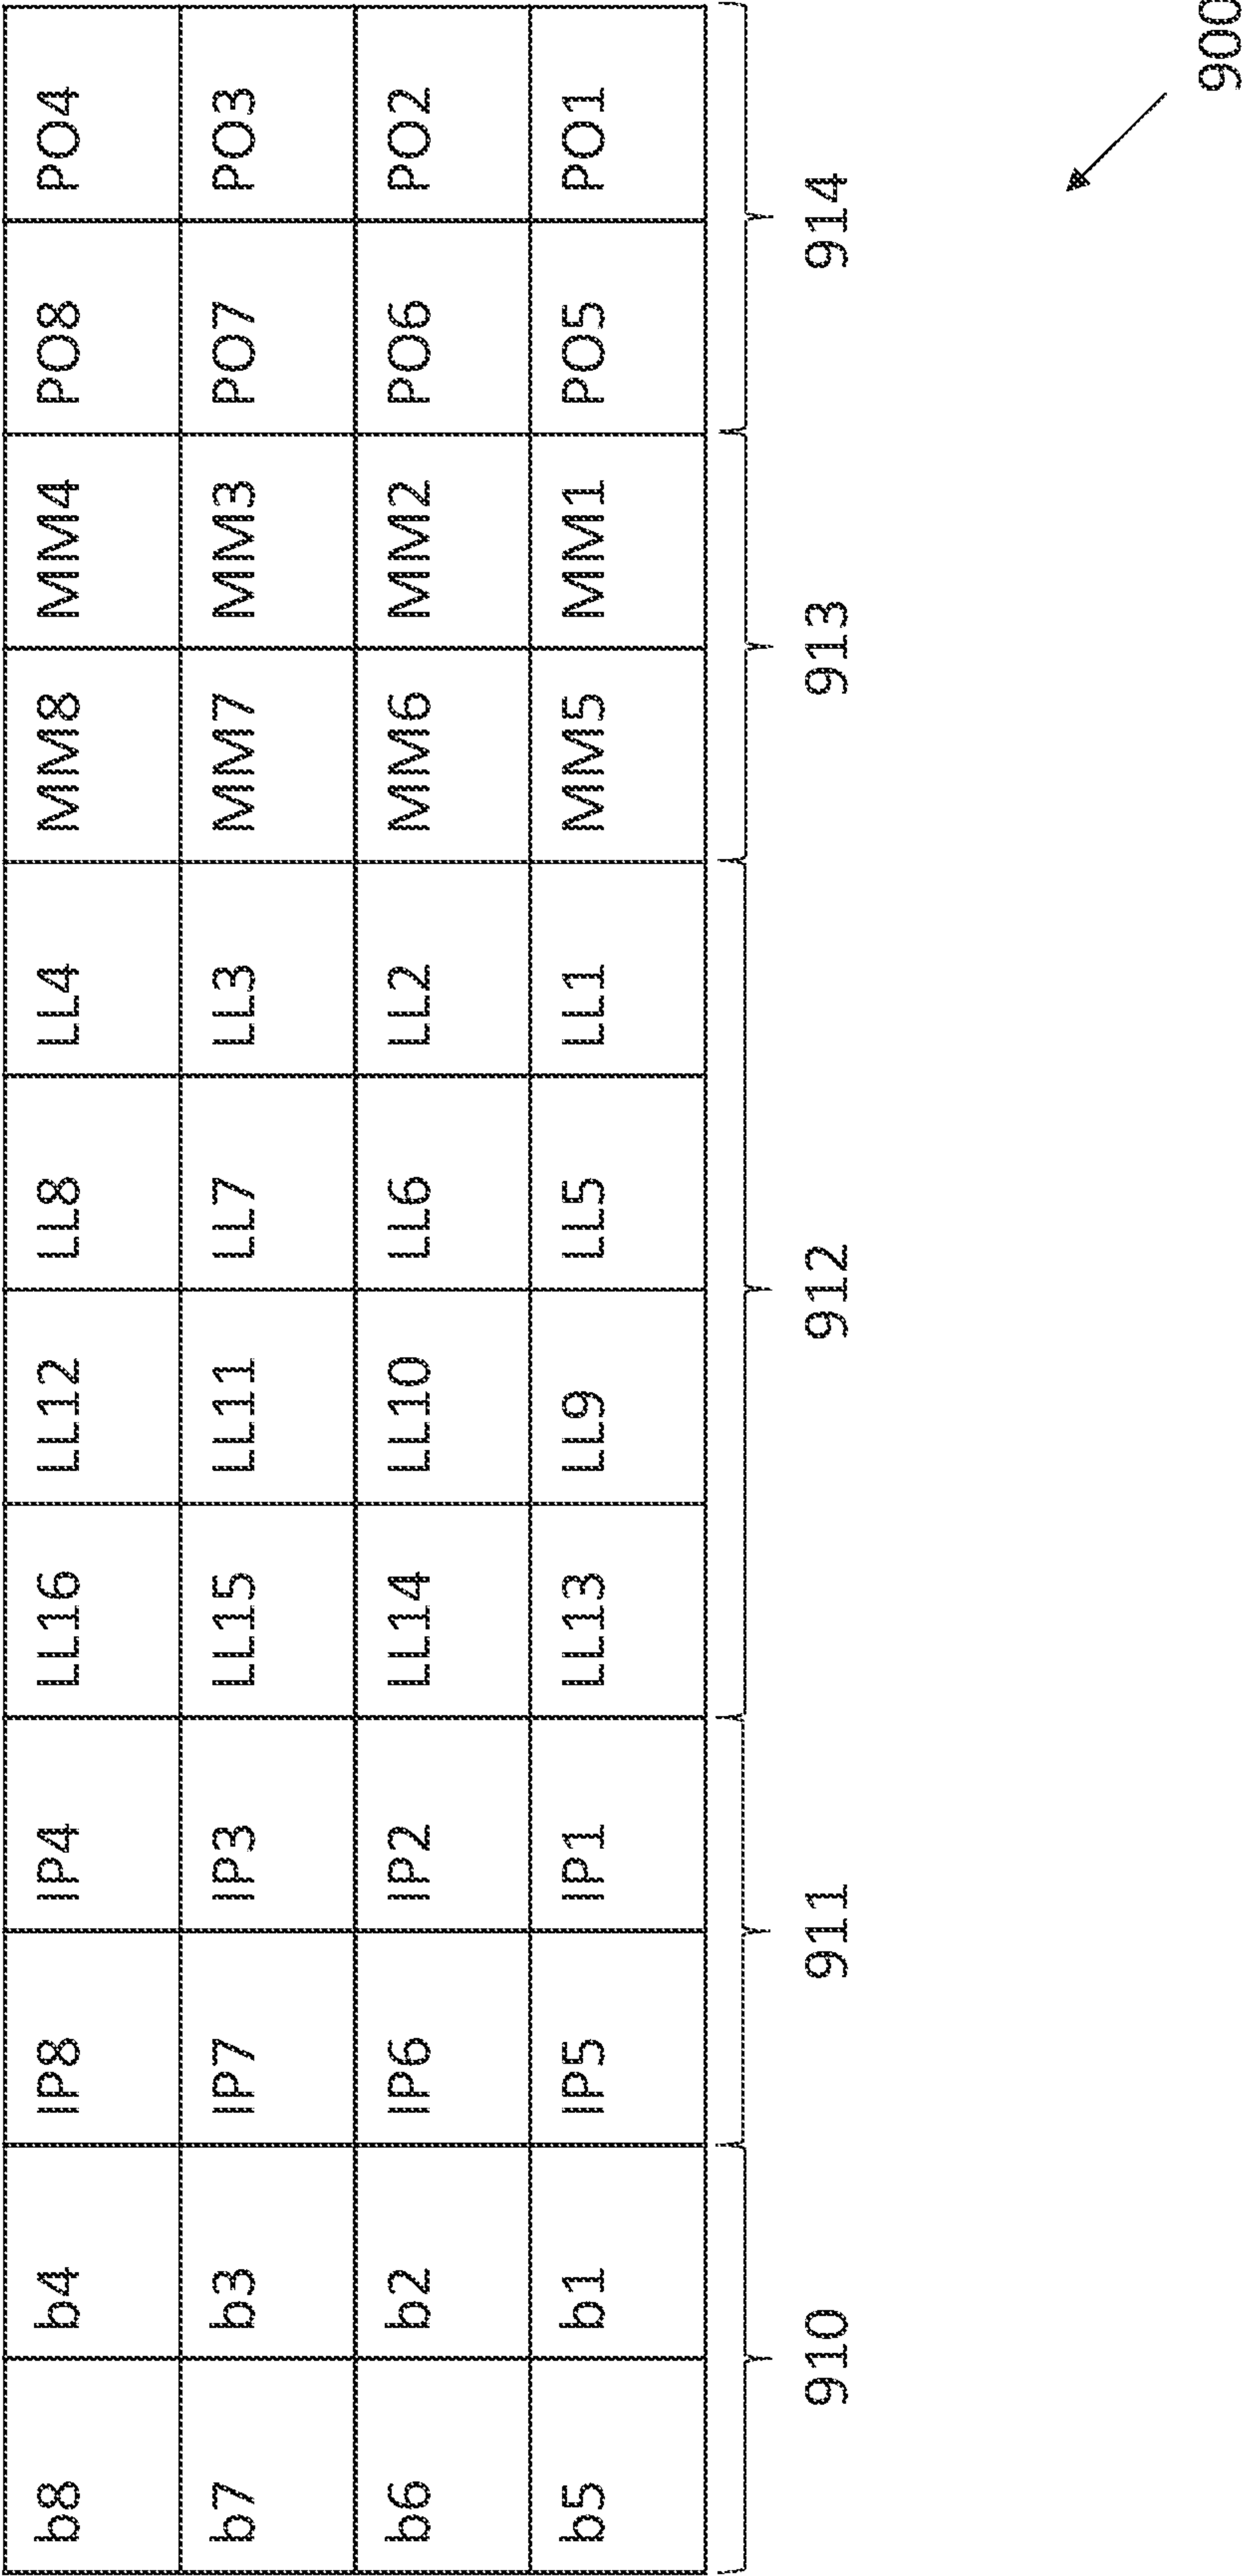 b8 b4 IP8 IP4 LL16 LL12 LL8 LL4 MM8 MM4 PO8 PO4
b7 b3 IP7 IP3 LL15 LL11 LL7 LL3 MM7 MM3 PO7 PO3
b6 b2 IP6 IP2 LL14 LL10 LL6 LL2 MM6 MM2 PO6 PO2
b5 b1 IP5 IP1 LL13 LL9 LL5 LL1 MM5 MM1 PO5 PO1
910 911 912 913 914
900